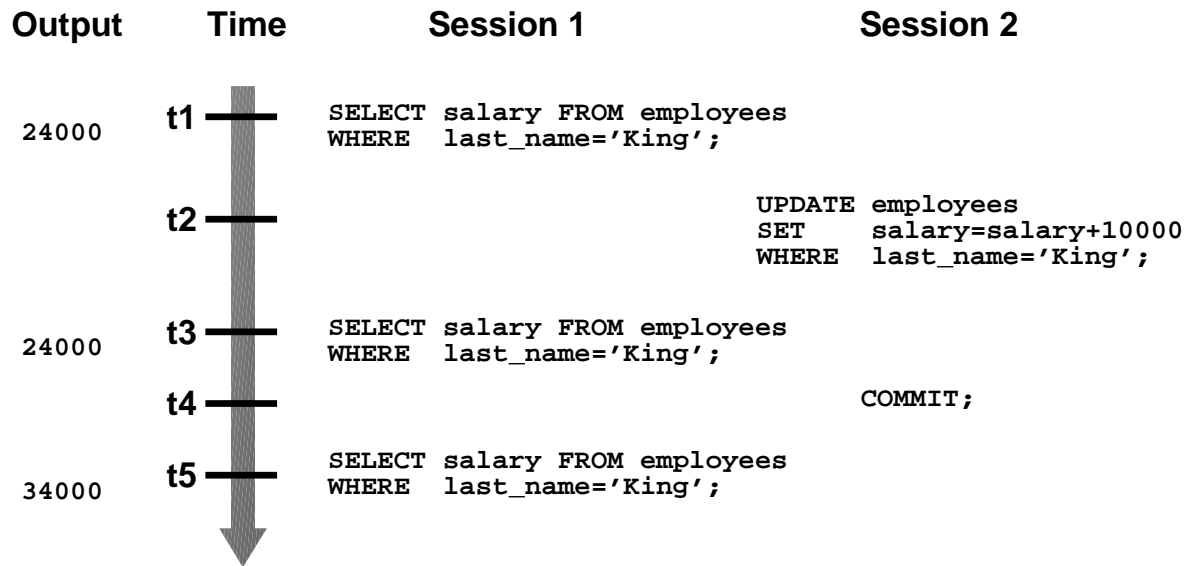 Output Time Session 1 Session 2
t1 SELECT salary FROM employees
24000 WHERE last_name='King';
t2 UPDATE employees
SET salary=salary+10000
WHERE last_name='King';
t3 SELECT salary FROM employees
24000 WHERE last_name='King';
t4 COMMIT;
t5 SELECT salary FROM employees
34000 WHERE last_name='King';